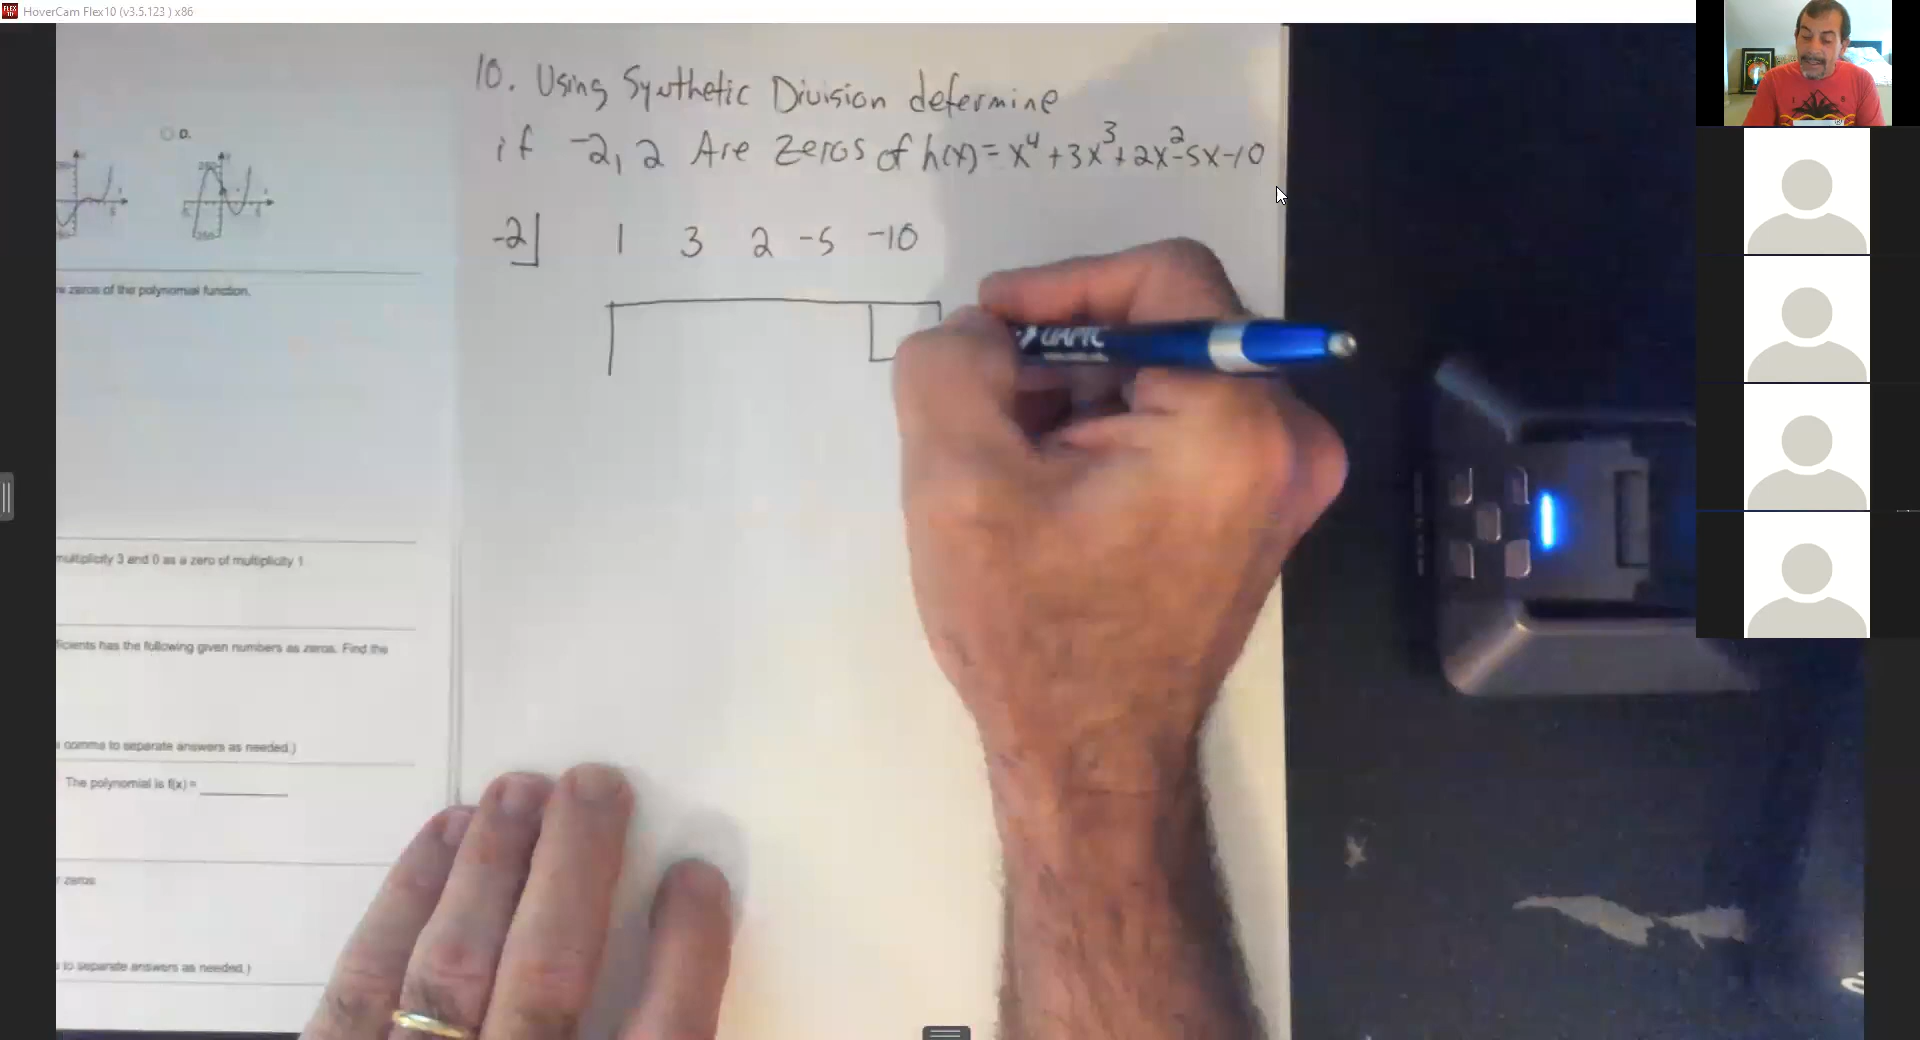 HoverCam Flex10 (v3.5.123 ) x86
10. Using Synthetic Division determine
if -2, 2 Are zeros of h(x) = x⁴ + 3x³ + 2x² - 5x - 10
-2 1 3 2 -5 -10
D.
zeros of the polynomial function.
multiplicity 3 and 0 as a zero of multiplicity 1
has the following given numbers as zeros. Find the
comma to separate answers as needed.)
The polynomial is f(x) =
zeros
to separate answers as needed.)
UAPTC